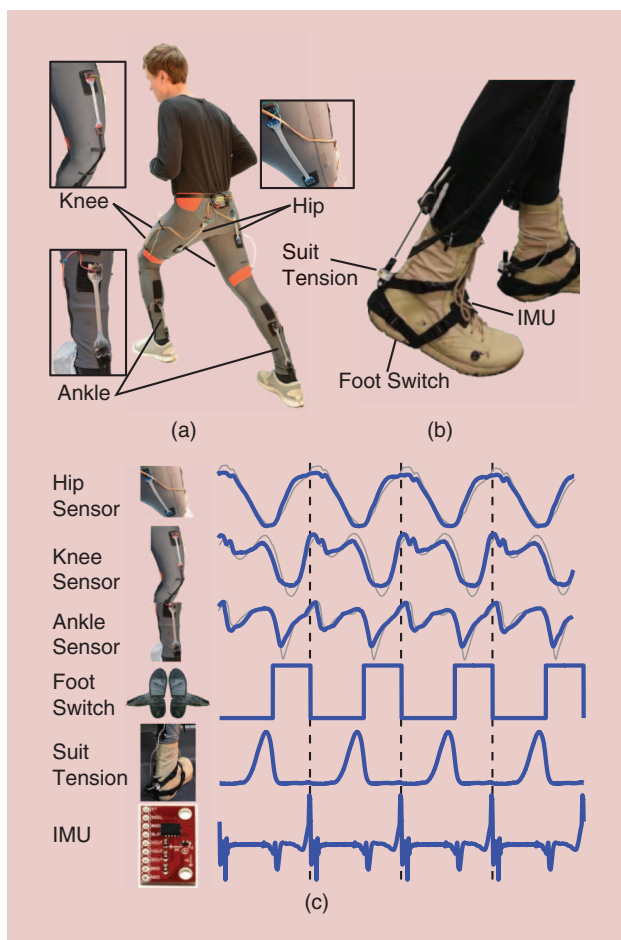 Knee
Hip
Ankle
(a)
Suit
Tension
IMU
Foot Switch
(b)
Hip
Sensor
Knee
Sensor
Ankle
Sensor
Foot
Switch
Suit
Tension
IMU
(c)